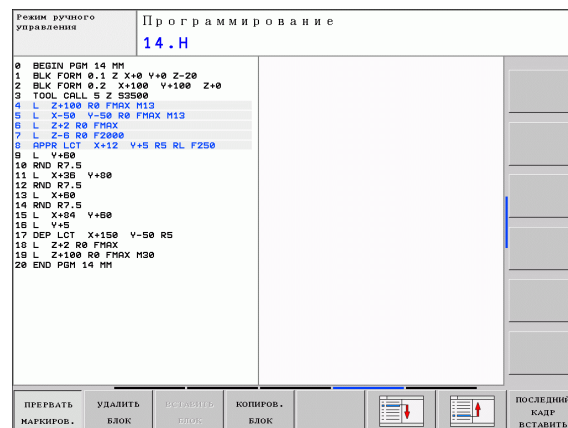 Режим ручного
управления
Программирование
14.H
0 BEGIN PGM 14 MM
1 BLK FORM 0.1 Z X+0 Y+0 Z-20
2 BLK FORM 0.2 X+100 Y+100 Z+0
3 TOOL CALL 5 Z S3500
4 L Z+100 R0 FMAX M13
5 L X-50 Y-50 R0 FMAX M13
6 L Z+2 R0 FMAX
7 L Z-6 R0 F2000
8 APPR LCT X+12 Y+5 R5 RL F250
9 L Y+60
10 RND R7.5
11 L X+36 Y+80
12 RND R7.5
13 L X+60
14 RND R7.5
15 L X+84 Y+60
16 L Y+5
17 DEP LCT X+150 Y-50 R5
18 L Z+2 R0 FMAX
19 L Z+100 R0 FMAX M30
20 END PGM 14 MM
ПРЕРВАТЬ
МАРКИРОВ.
УДАЛИТЬ
БЛОК
ВСТАВИТЬ
БЛОК
КОПИРОВ.
БЛОК
ПОСЛЕДНИЙ
КАДР
ВСТАВИТЬ